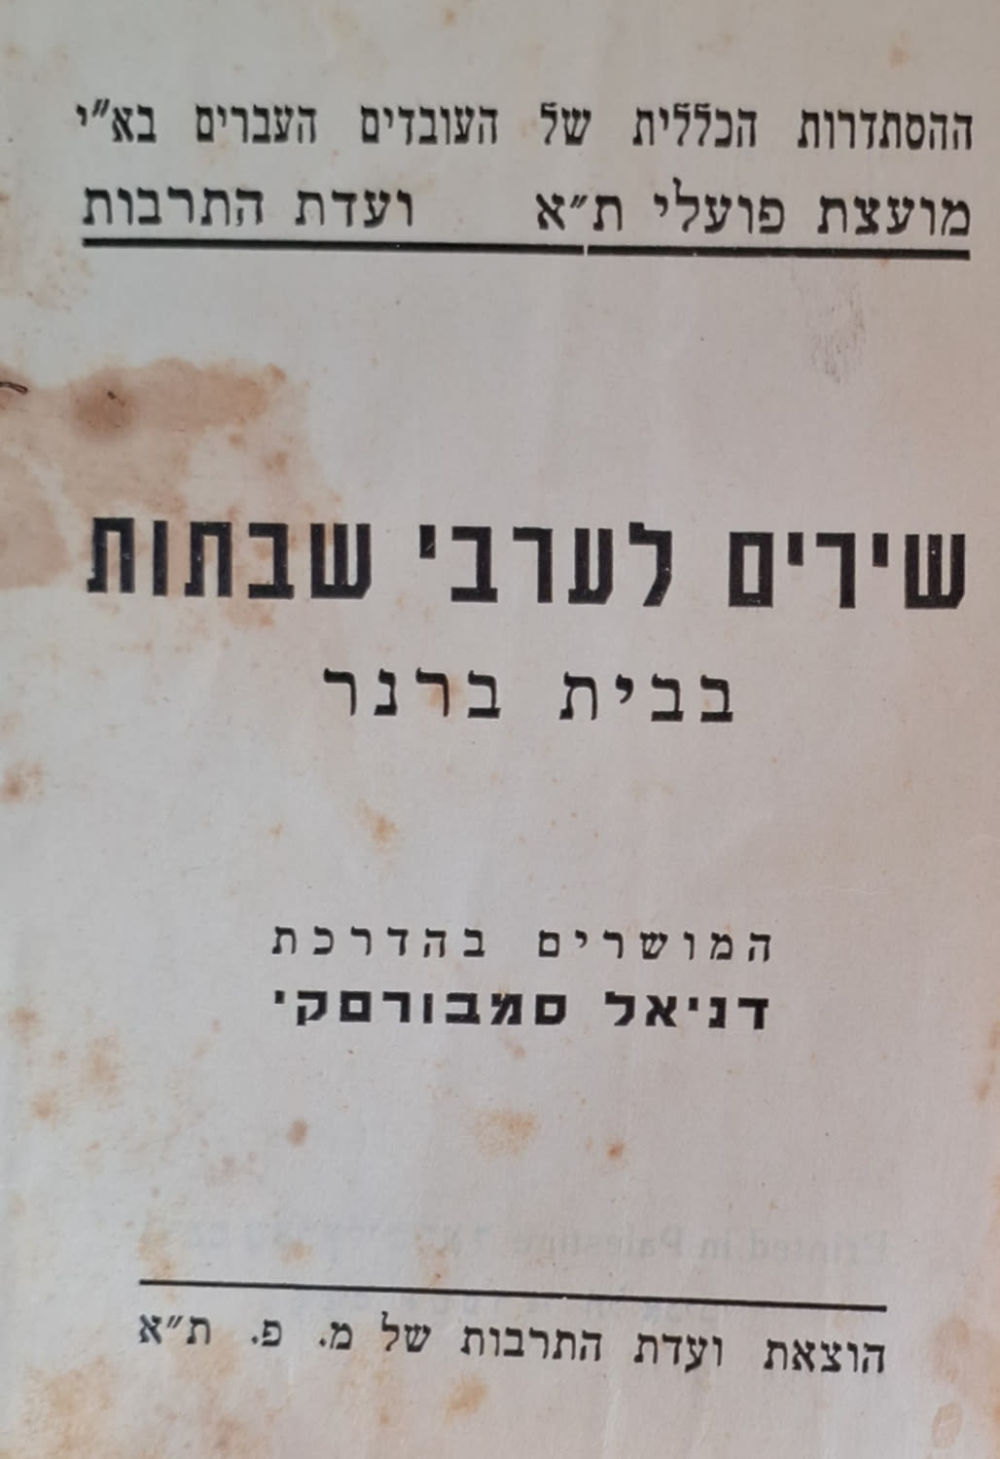 ההסתדרות הכללית של העובדים העברים בא"י
מועצת פועלי ת"א ועדת התרבות
שירים לערבי שבתות
בבית ברנר
המושרים בהדרכת
דניאל סמבורסקי
Printed in Palestine
הוצאת ועדת התרבות של מ. פ. ת"א